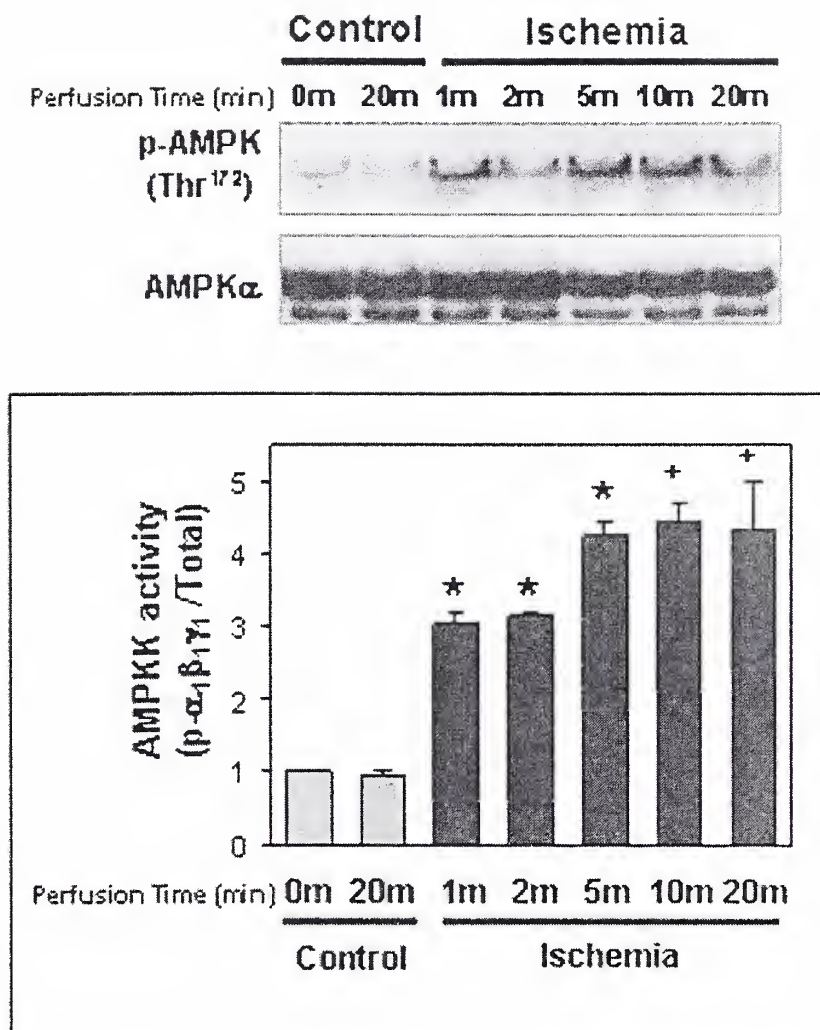 Control Ischemia
Perfusion Time (min) 0m 20m 1m 2m 5m 10m 20m
p-AMPK
(Thr¹⁷²)
AMPKα
AMPKK activity
(p-α₁β₁γ₁/Total)
5
4
3
2
1
0
* * * + +
Perfusion Time (min) 0m 20m 1m 2m 5m 10m 20m
Control Ischemia